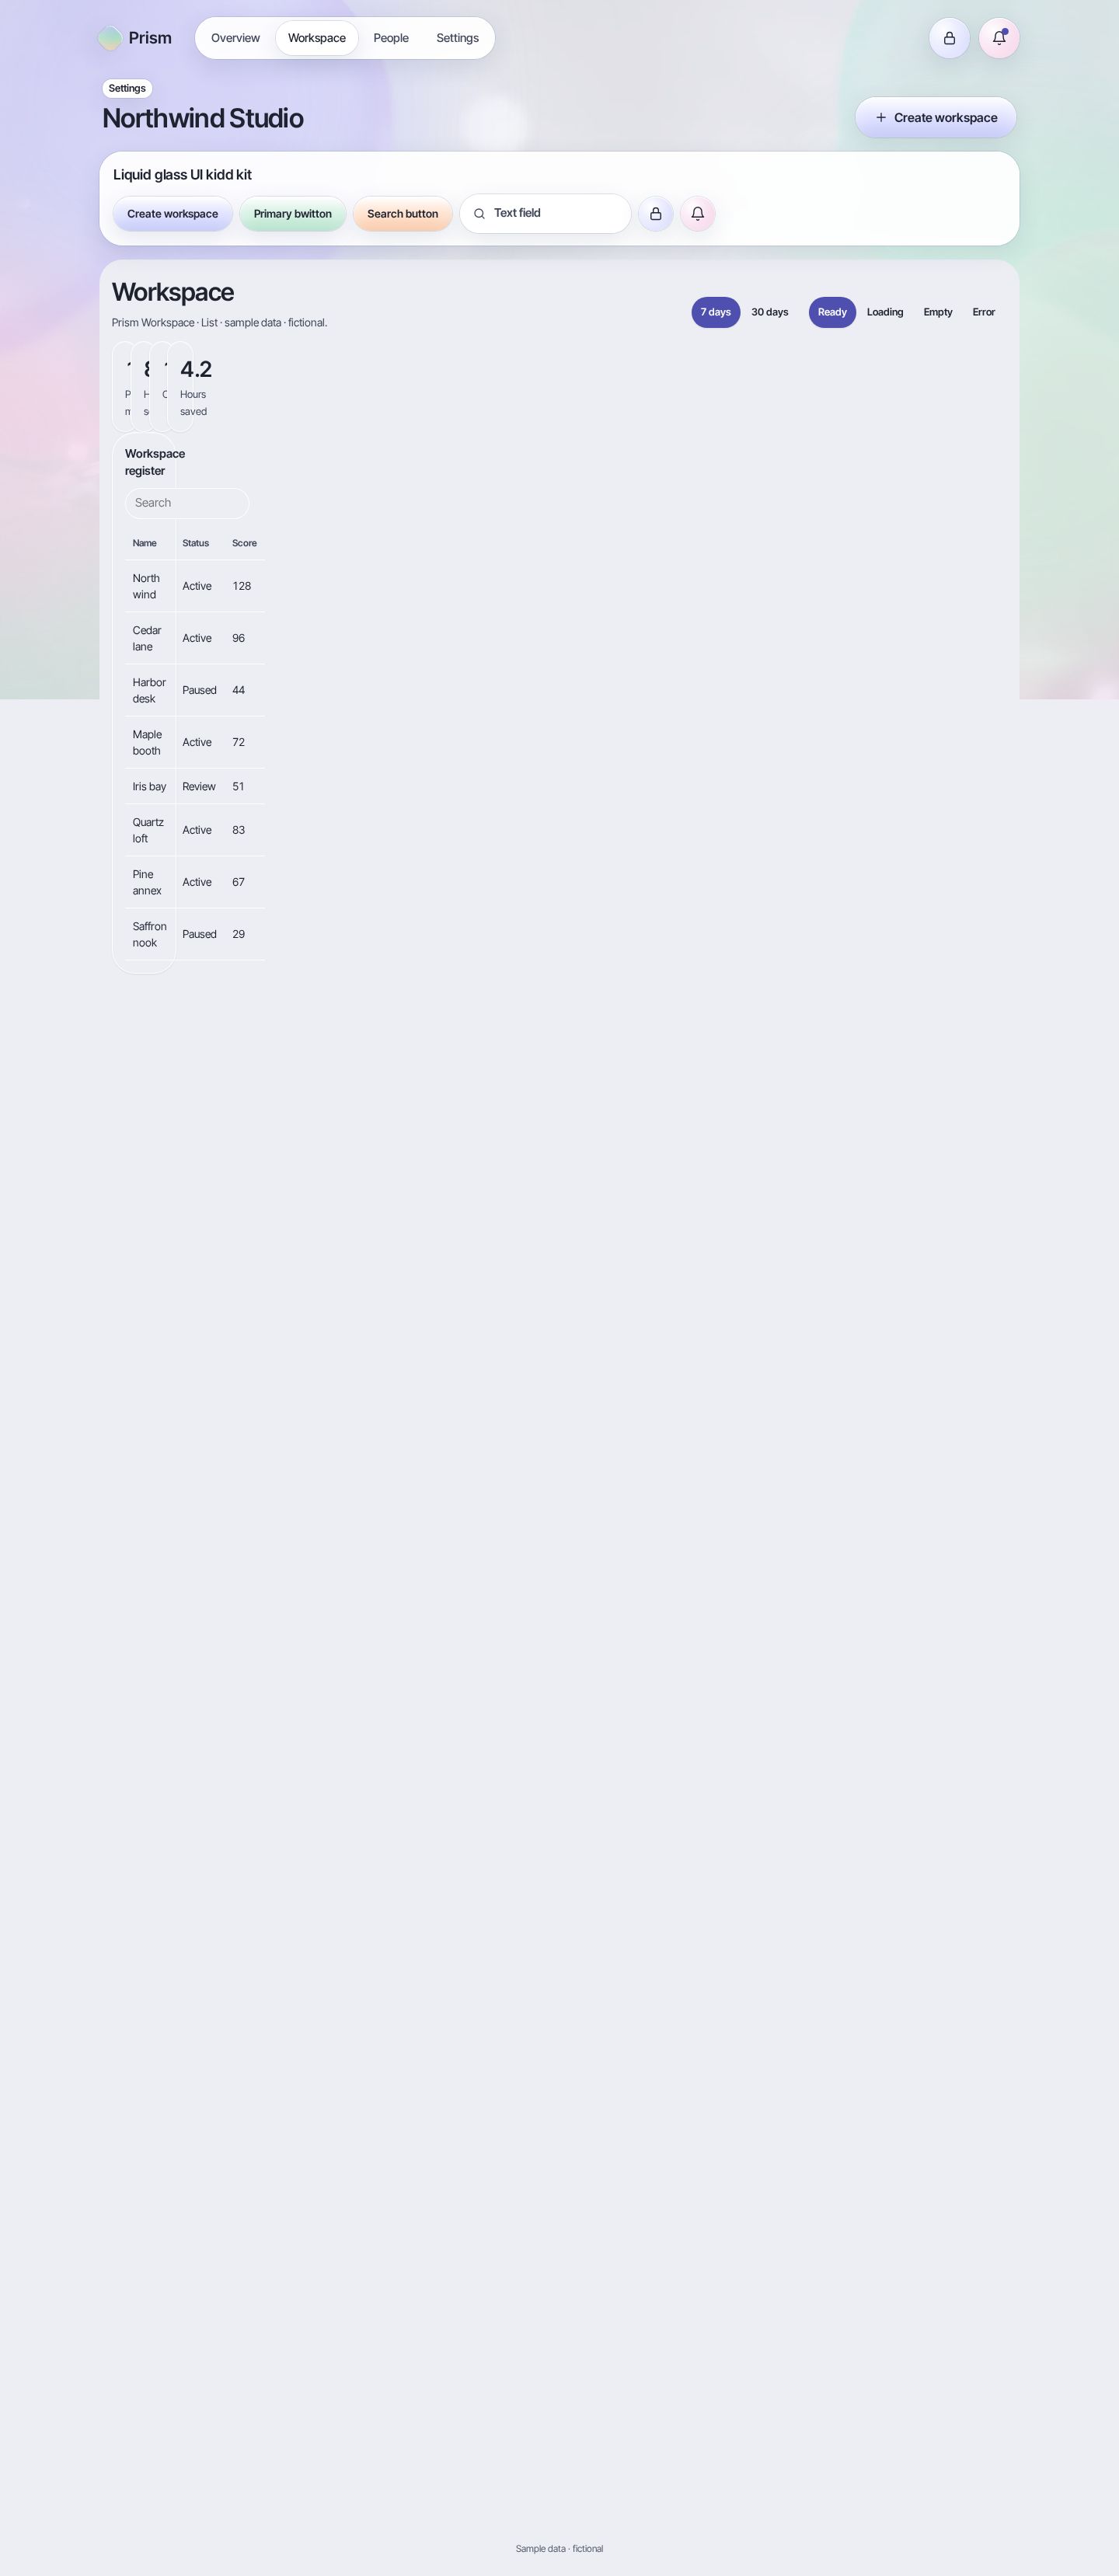 Prism
Overview Workspace People Settings
Settings
Northwind Studio
Create workspace
Liquid glass UI kidd kit
Create workspace Primary bwitton Search button Text field
Workspace
Prism Workspace · List · sample data · fictional.
7 days 30 days Ready Loading Empty Error
4.2
Hours
saved
Workspace
register
Search
Name Status Score
North wind Active 128
Cedar lane Active 96
Harbor desk Paused 44
Maple booth Active 72
Iris bay Review 51
Quartz loft Active 83
Pine annex Active 67
Saffron nook Paused 29
Sample data · fictional